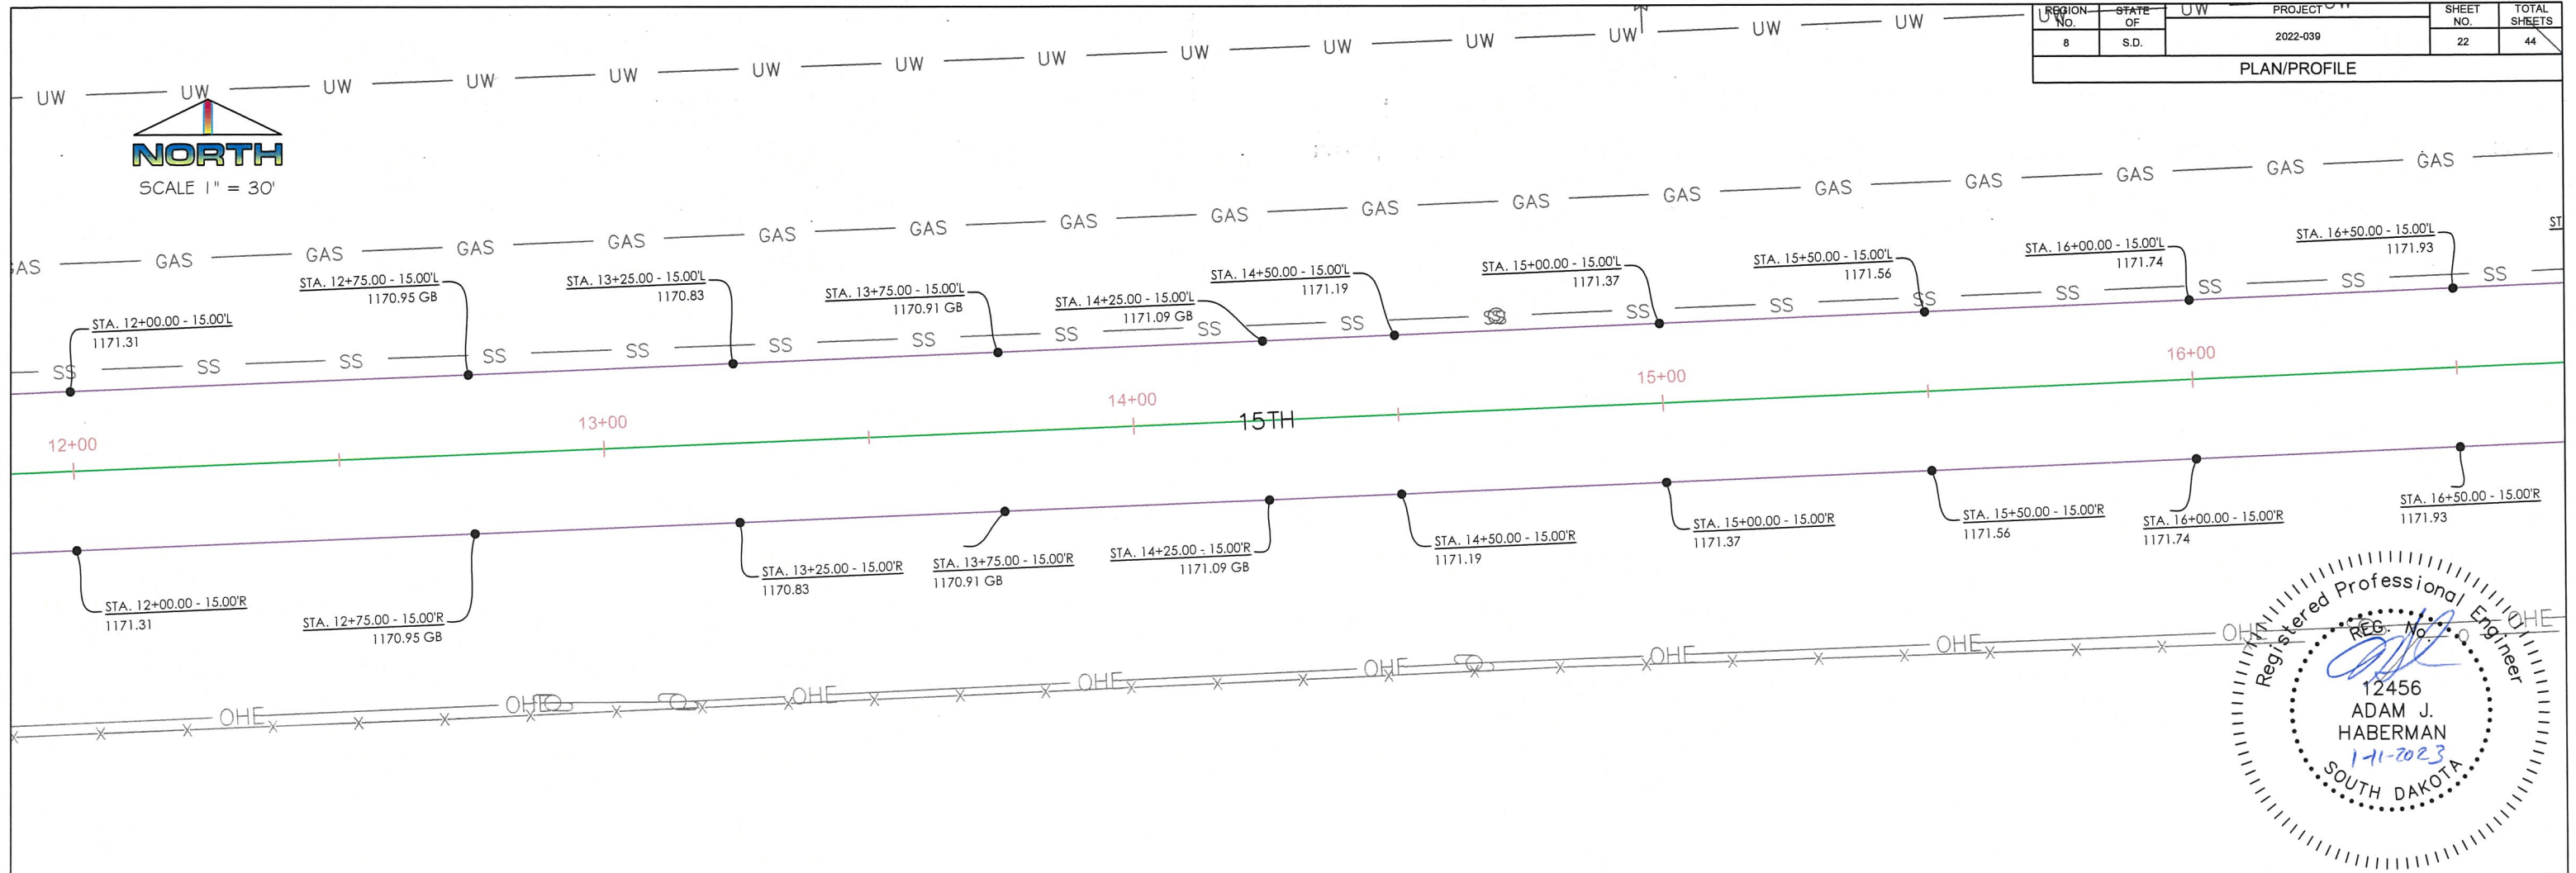 REGION NO.
STATE OF
PROJECT
SHEET NO.
TOTAL SHEETS
8
S.D.
2022-039
22
44
PLAN/PROFILE
UW UW UW UW UW UW UW UW UW UW UW UW UW UW UW UW UW
NORTH
SCALE 1" = 30'
GAS GAS GAS GAS GAS GAS GAS GAS GAS GAS GAS GAS GAS GAS GAS GAS
STA. 12+00.00 - 15.00'L
1171.31
STA. 12+75.00 - 15.00'L
1170.95 GB
STA. 13+25.00 - 15.00'L
1170.83
STA. 13+75.00 - 15.00'L
1170.91 GB
STA. 14+25.00 - 15.00'L
1171.09 GB
STA. 14+50.00 - 15.00'L
1171.19
STA. 15+00.00 - 15.00'L
1171.37
STA. 15+50.00 - 15.00'L
1171.56
STA. 16+00.00 - 15.00'L
1171.74
STA. 16+50.00 - 15.00'L
1171.93
ST
SS SS SS SS SS SS SS SS SS SS SS SS SS SS SS SS SS SS
12+00
13+00
14+00
15TH
15+00
16+00
STA. 12+00.00 - 15.00'R
1171.31
STA. 12+75.00 - 15.00'R
1170.95 GB
STA. 13+25.00 - 15.00'R
1170.83
STA. 13+75.00 - 15.00'R
1170.91 GB
STA. 14+25.00 - 15.00'R
1171.09 GB
STA. 14+50.00 - 15.00'R
1171.19
STA. 15+00.00 - 15.00'R
1171.37
STA. 15+50.00 - 15.00'R
1171.56
STA. 16+00.00 - 15.00'R
1171.74
STA. 16+50.00 - 15.00'R
1171.93
OHE OHE OHE OHE OHE OHE OHE OHE OHE
Registered Professional Engineer
REG. No.
12456
ADAM J.
HABERMAN
1-11-2023
SOUTH DAKOTA